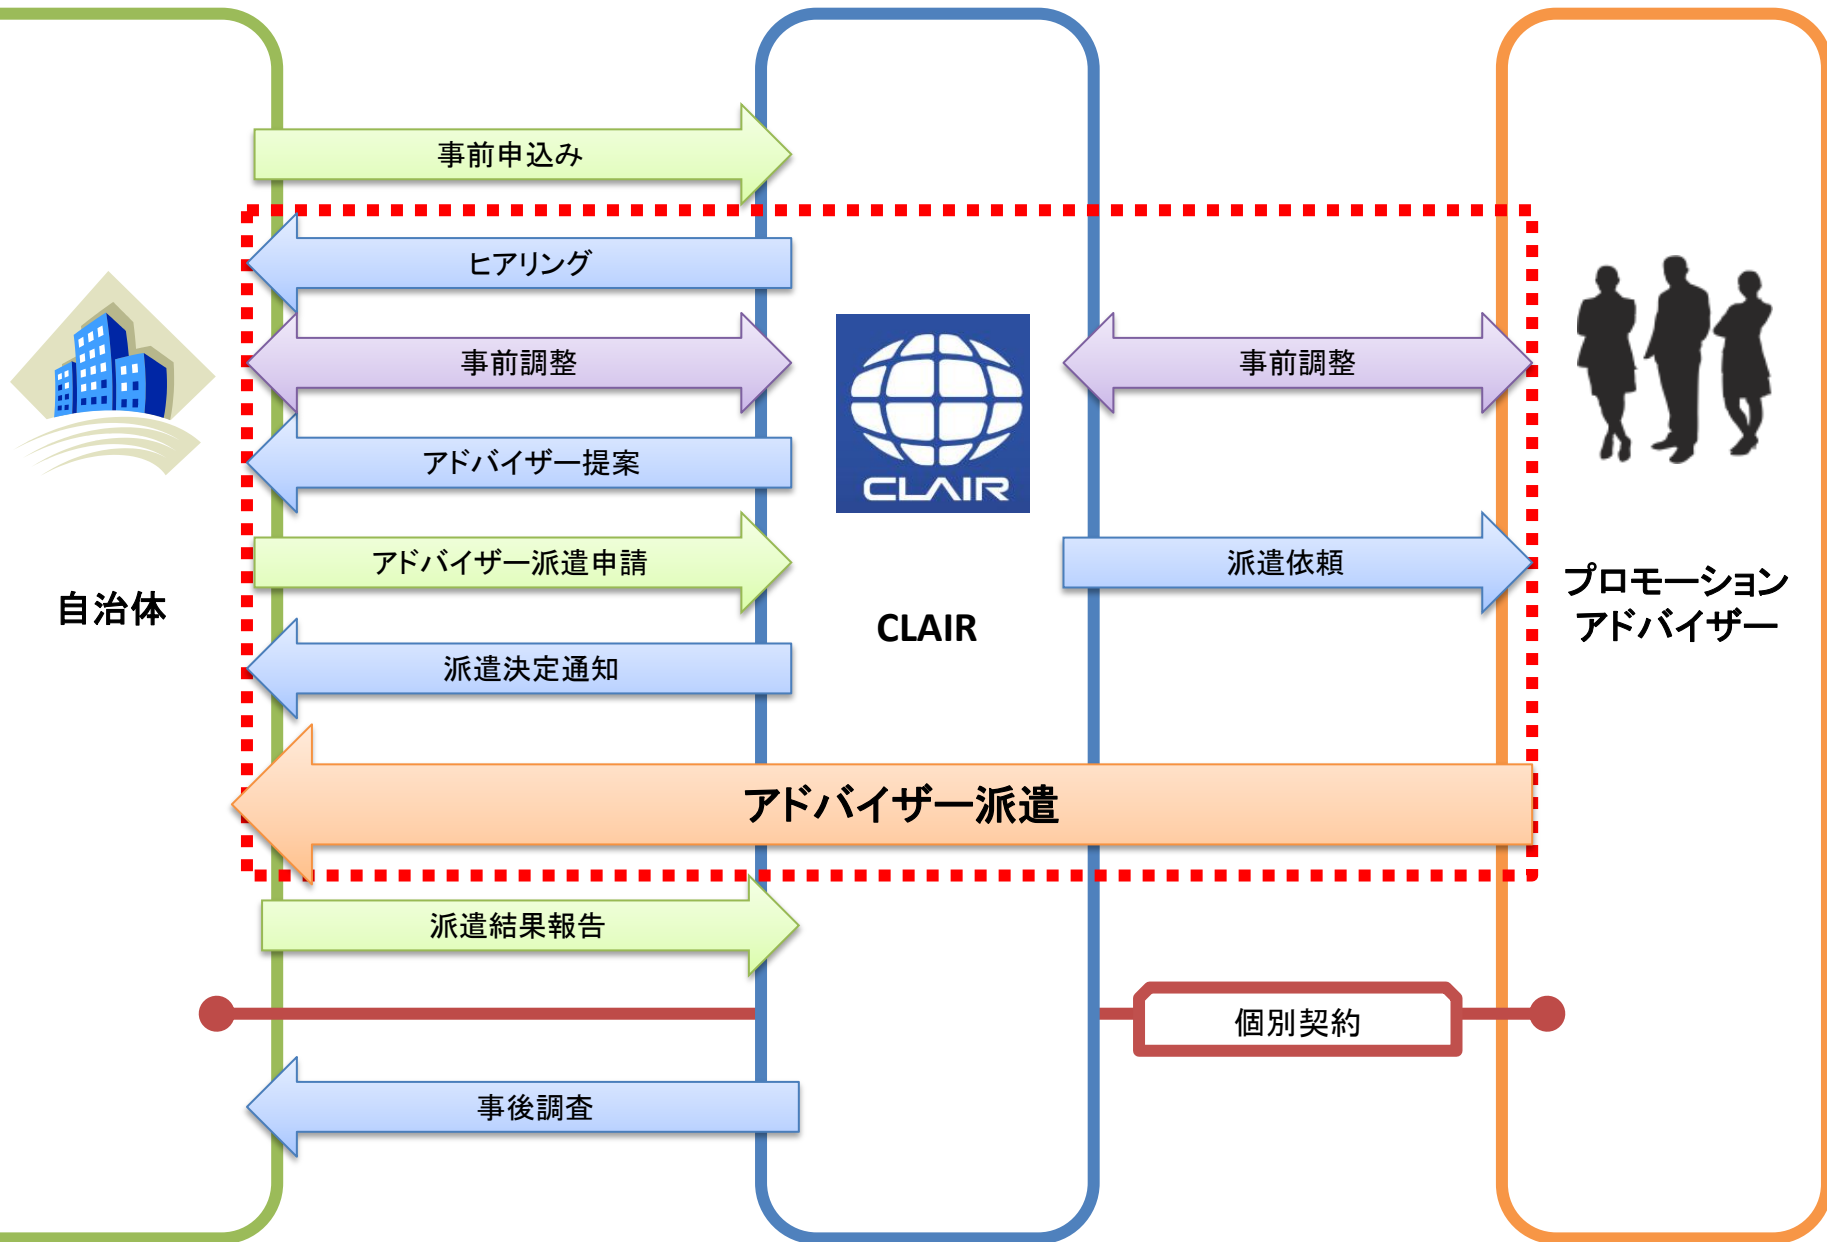 事前申込み
ヒアリング
事前調整
事前調整
アドバイザー提案
CLAIR
アドバイザー派遣申請
派遣依頼
自治体
CLAIR
プロモーション
アドバイザー
派遣決定通知
アドバイザー派遣
派遣結果報告
個別契約
事後調査